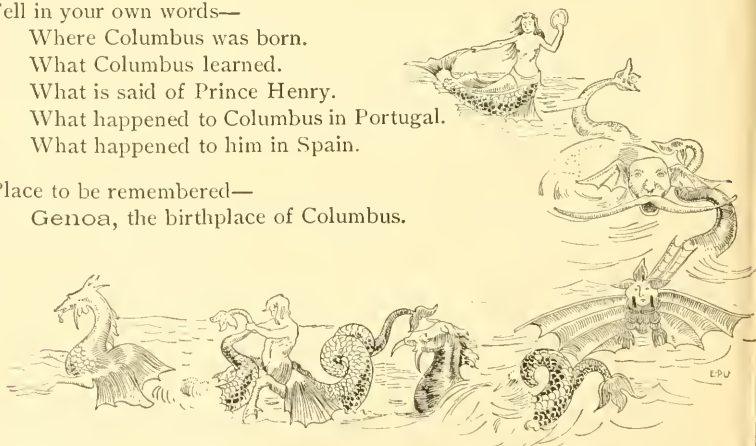 ell in your own words—
Where Columbus was born.
What Columbus learned.
What is said of Prince Henry.
What happened to Columbus in Portugal.
What happened to him in Spain.
lace to be remembered—
Genoa, the birthplace of Columbus.
E·PU